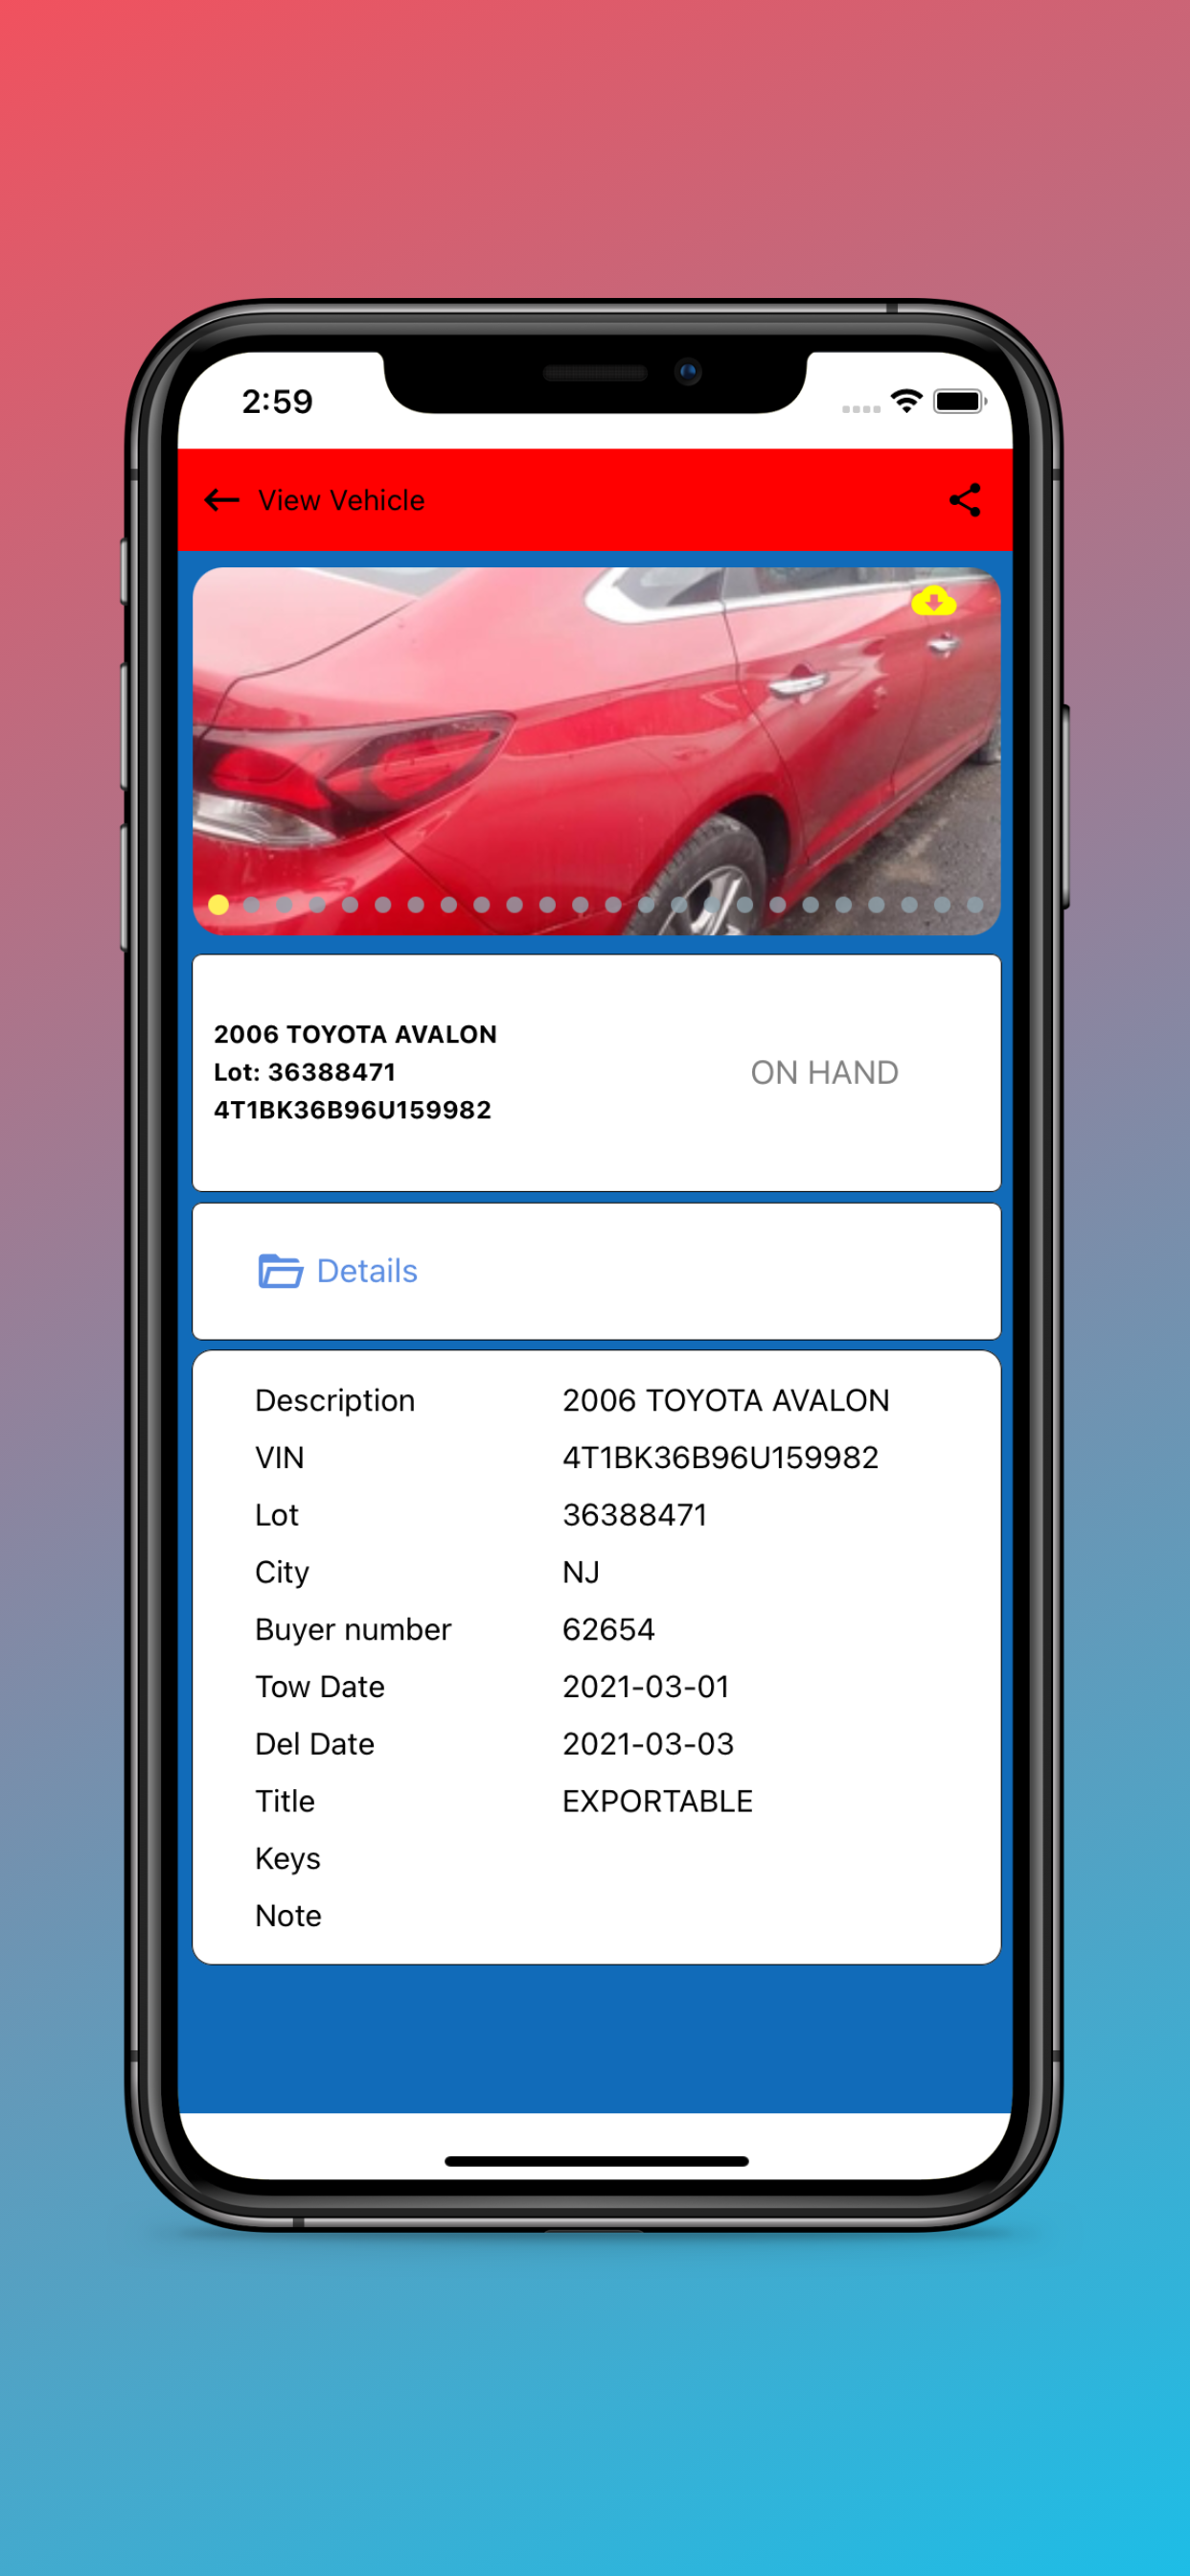 2:59
View Vehicle
2006 TOYOTA AVALON
Lot: 36388471
4T1BK36B96U159982
ON HAND
Details
Description 2006 TOYOTA AVALON
VIN 4T1BK36B96U159982
Lot 36388471
City NJ
Buyer number 62654
Tow Date 2021-03-01
Del Date 2021-03-03
Title EXPORTABLE
Keys
Note